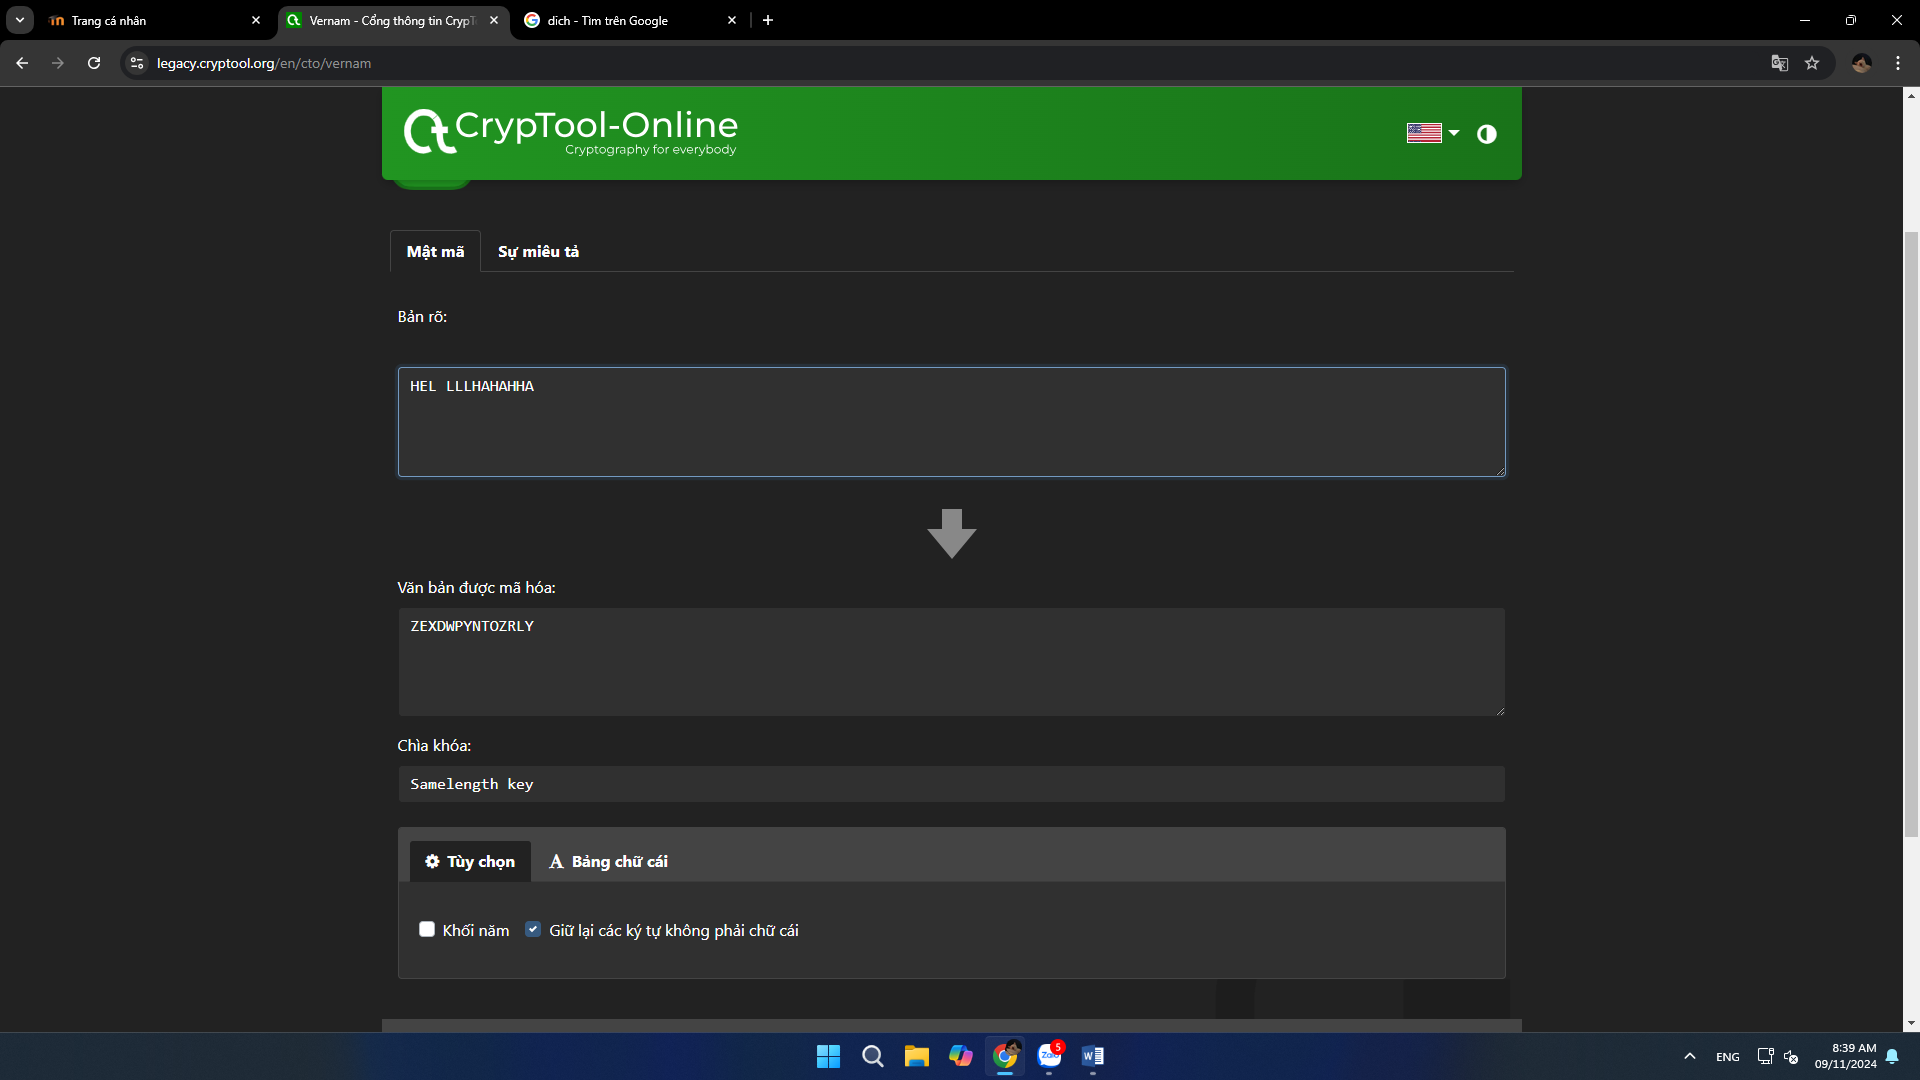 Trang cá nhân
Vernam - Cổng thông tin CrypT
dich - Tìm trên Google
legacy.cryptool.org/en/cto/vernam
CrypTool-Online
Cryptography for everybody
Mật mã
Sự miêu tả
Bản rõ:
HEL LLLHAHAHHA
Văn bản được mã hóa:
ZEXDWPYNTOZRLY
Chìa khóa:
Samelength key
Tùy chọn
Bảng chữ cái
Khối năm
Giữ lại các ký tự không phải chữ cái
Zalo
5
ENG
8:39 AM
09/11/2024